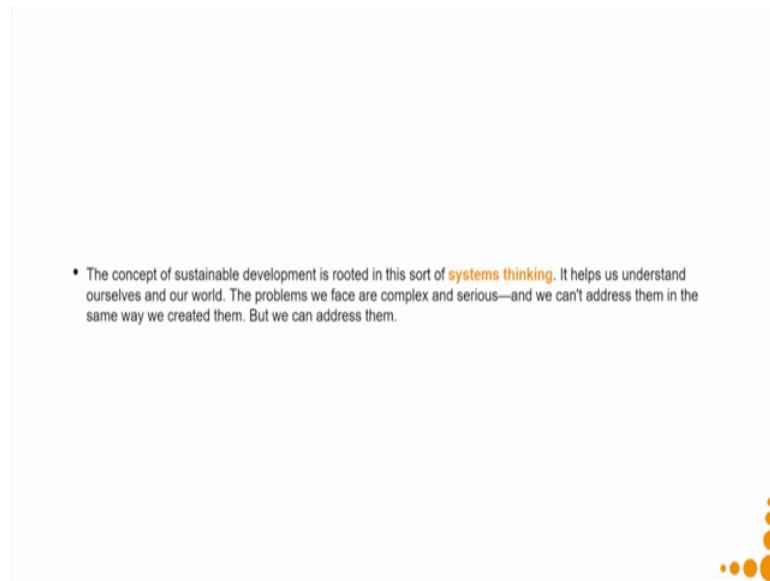 • The concept of sustainable development is rooted in this sort of systems thinking. It helps us understand
ourselves and our world. The problems we face are complex and serious—and we can't address them in the
same way we created them. But we can address them.